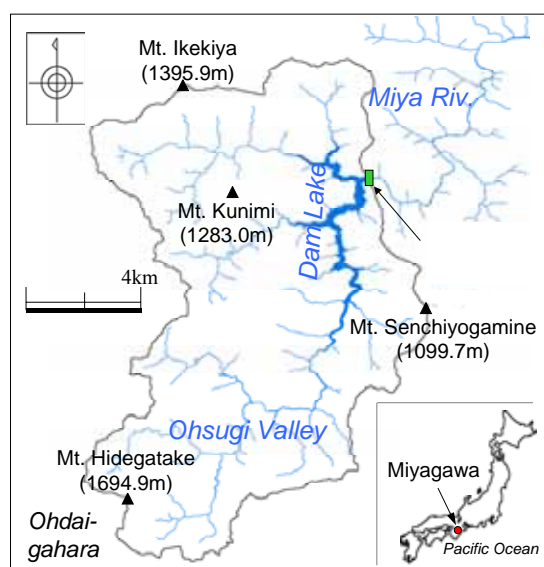 Mt. Ikekiya
(1395.9m)
Miya Riv.
Mt. Kunimi
(1283.0m)
Dam Lake
4km
Mt. Senchiyogamine
(1099.7m)
Ohsugi Valley
Mt. Hidegatake
(1694.9m)
Ohdai-
gahara
Miyagawa
Pacific Ocean